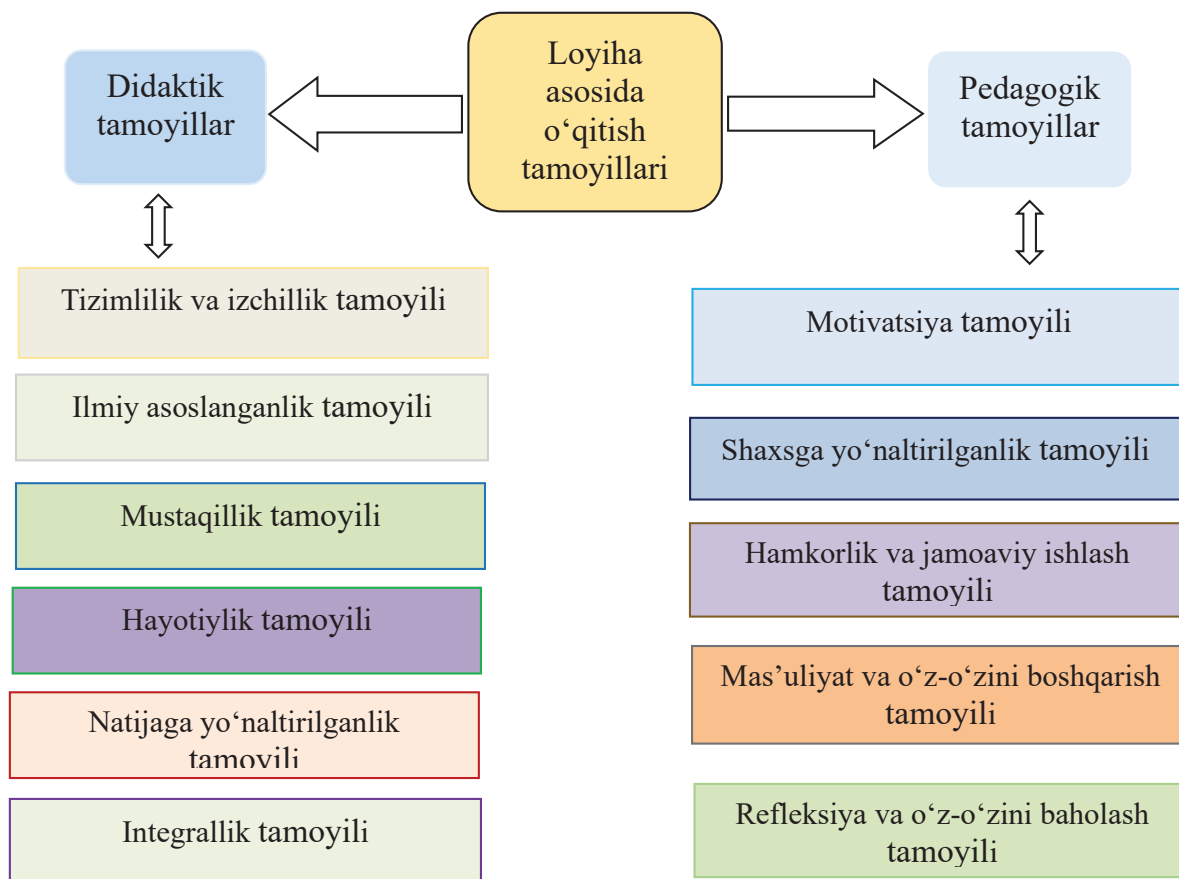 Didaktik
tamoyillar
Loyiha
asosida
o‘qitish
tamoyillari
Pedagogik
tamoyillar
Tizimlilik va izchillik tamoyili
Ilmiy asoslanganlik tamoyili
Mustaqillik tamoyili
Hayotiylik tamoyili
Natijaga yo‘naltirilganlik
tamoyili
Integrallik tamoyili
Motivatsiya tamoyili
Shaxsga yo‘naltirilganlik tamoyili
Hamkorlik va jamoaviy ishlash
tamoyili
Mas’uliyat va o‘z-o‘zini boshqarish
tamoyili
Refleksiya va o‘z-o‘zini baholash
tamoyili